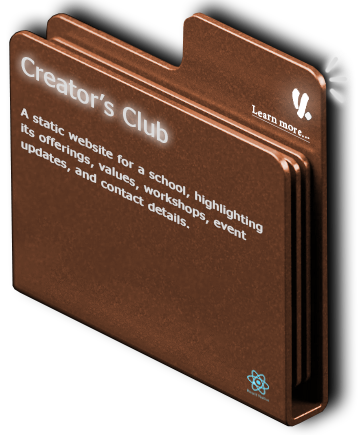 Creator's Club
Learn more...
A static website for a school, highlighting
its offerings, values, workshops, event
updates, and contact details.